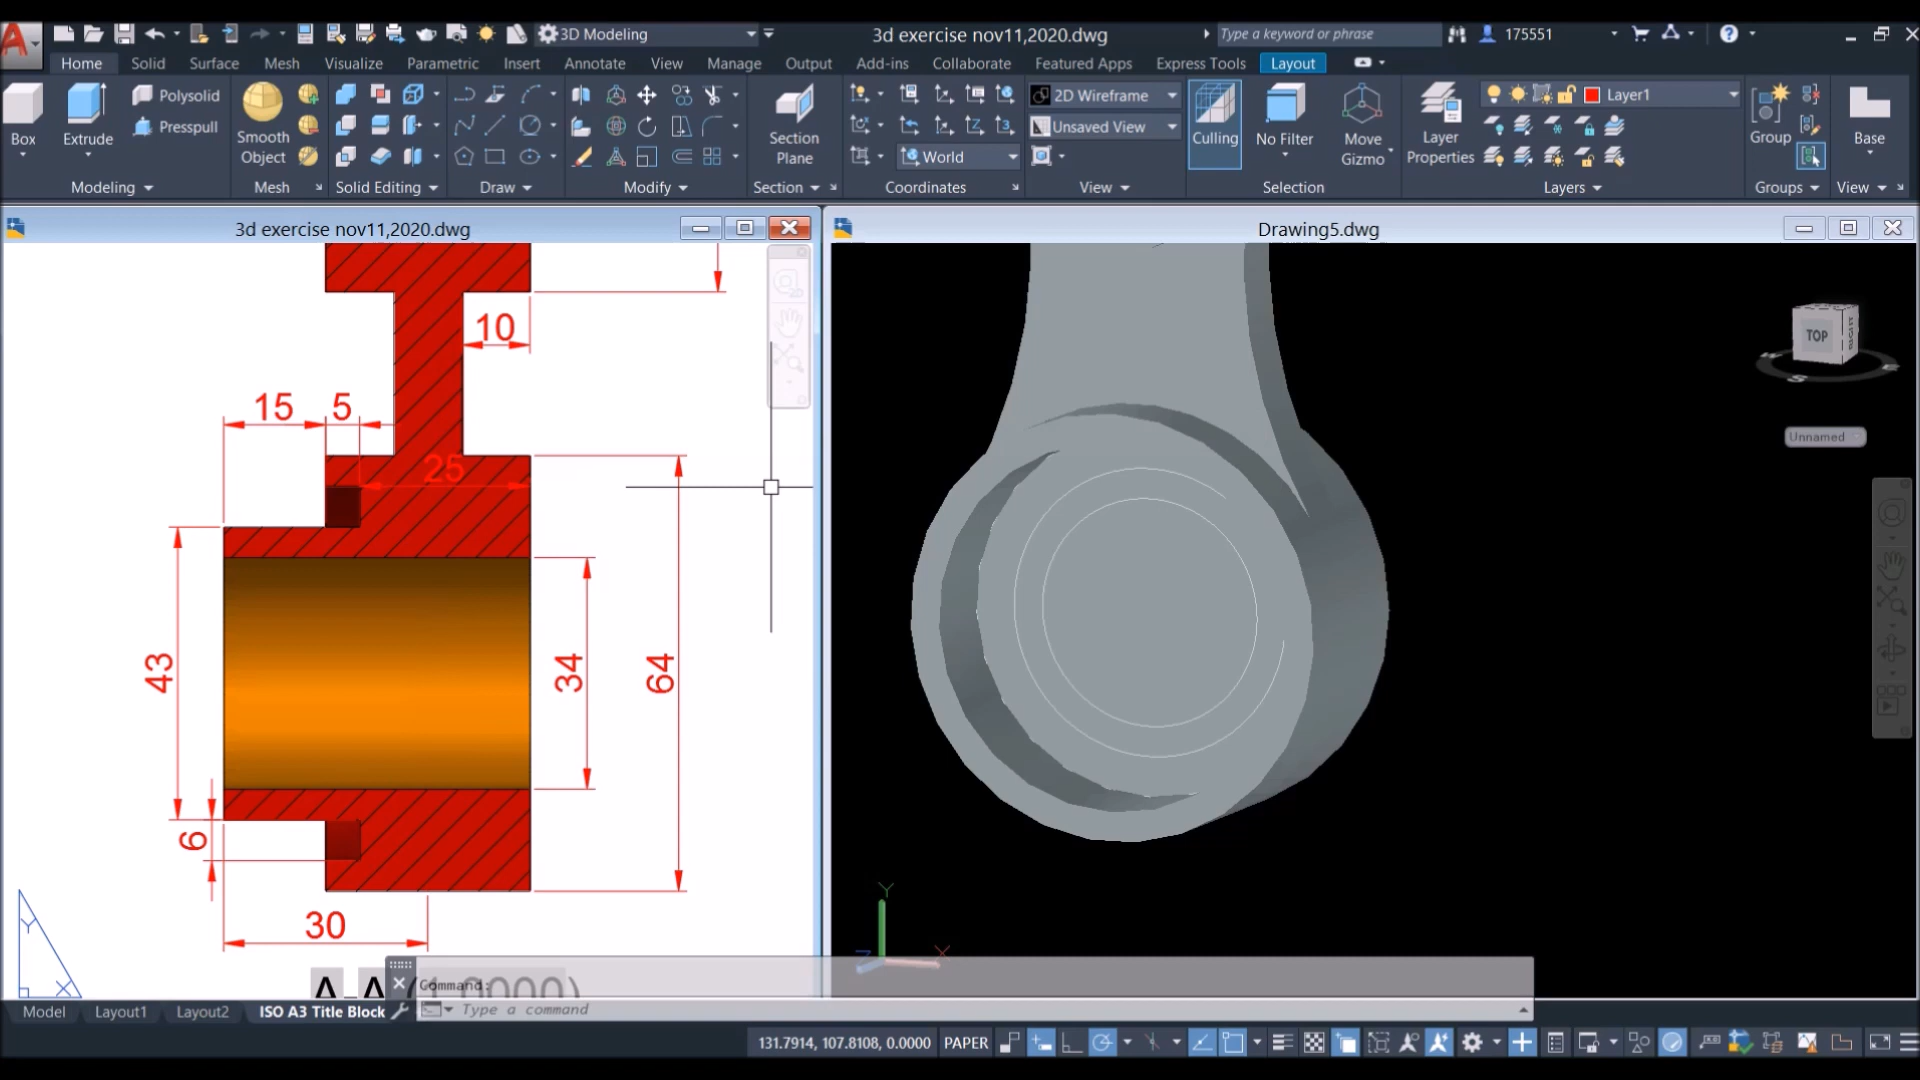 3D Modeling
3d exercise nov11,2020.dwg
Type a keyword or phrase
175551
Home Solid Surface Mesh Visualize Parametric Insert Annotate View Manage Output Add-ins Collaborate Featured Apps Express Tools Layout
Box
Extrude
Polysolid
Presspull
Smooth
Object
Section
Plane
2D Wireframe
Unsaved View
World
Culling
No Filter
Move
Gizmo
Layer
Properties
Layer1
Group
Base
Modeling Mesh Solid Editing Draw Modify Section Coordinates View Selection Layers Groups View
3d exercise nov11,2020.dwg
10
15
5
25
43
34
64
6
30
A-A
Y
X
Drawing5.dwg
TOP
RIGHT
S
E
Unnamed
Y
X
Z
Command:
Type a command
Model Layout1 Layout2 ISO A3 Title Block
131.7914, 107.8108, 0.0000 PAPER